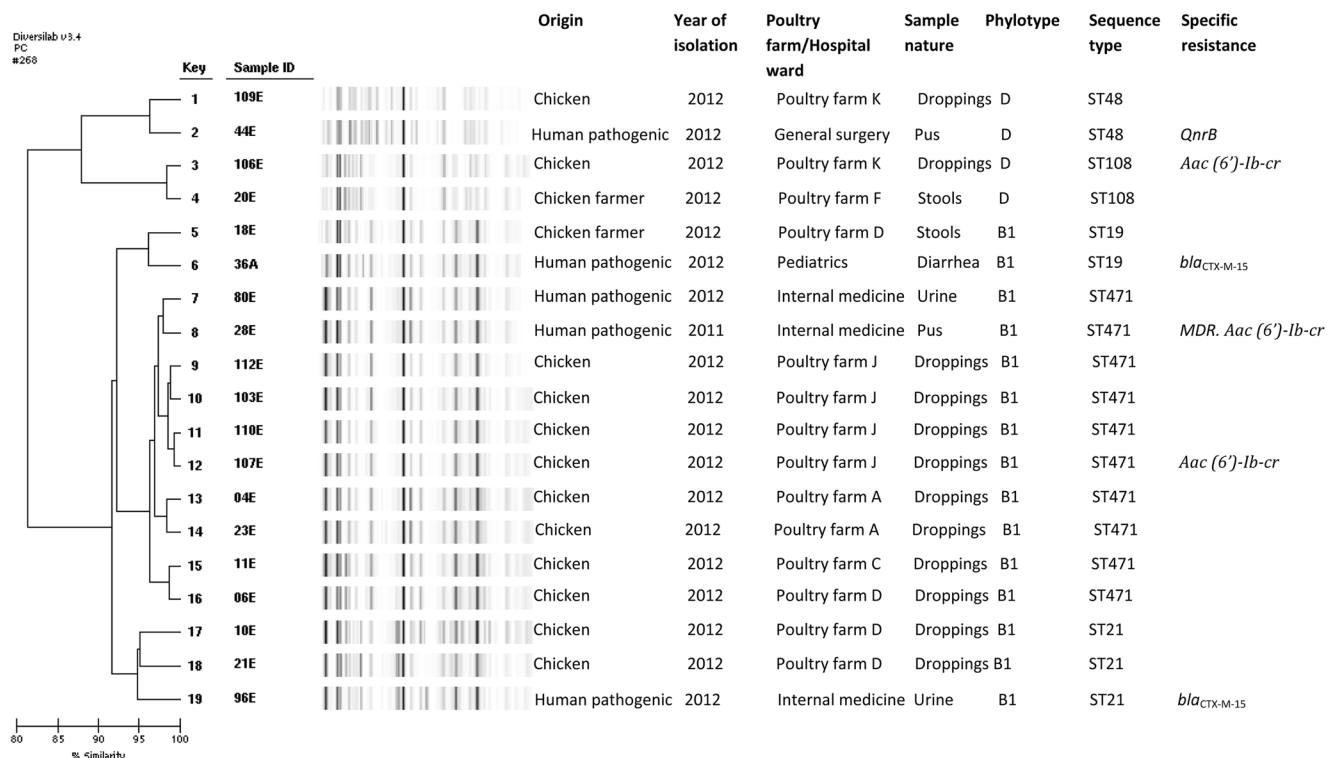 Diversilab v3.4
PC
#268
Key Sample ID Origin Year of isolation Poultry farm/Hospital ward Sample nature Phylotype Sequence type Specific resistance
1 109E Chicken 2012 Poultry farm K Droppings D ST48
2 44E Human pathogenic 2012 General surgery Pus D ST48 QnrB
3 106E Chicken 2012 Poultry farm K Droppings D ST108 Aac (6’)-Ib-cr
4 20E Chicken farmer 2012 Poultry farm F Stools D ST108
5 18E Chicken farmer 2012 Poultry farm D Stools B1 ST19
6 36A Human pathogenic 2012 Pediatrics Diarrhea B1 ST19 blaCTX-M-15
7 80E Human pathogenic 2012 Internal medicine Urine B1 ST471
8 28E Human pathogenic 2011 Internal medicine Pus B1 ST471 MDR. Aac (6’)-Ib-cr
9 112E Chicken 2012 Poultry farm J Droppings B1 ST471
10 103E Chicken 2012 Poultry farm J Droppings B1 ST471
11 110E Chicken 2012 Poultry farm J Droppings B1 ST471
12 107E Chicken 2012 Poultry farm J Droppings B1 ST471 Aac (6’)-Ib-cr
13 04E Chicken 2012 Poultry farm A Droppings B1 ST471
14 23E Chicken 2012 Poultry farm A Droppings B1 ST471
15 11E Chicken 2012 Poultry farm C Droppings B1 ST471
16 06E Chicken 2012 Poultry farm D Droppings B1 ST471
17 10E Chicken 2012 Poultry farm D Droppings B1 ST21
18 21E Chicken 2012 Poultry farm D Droppings B1 ST21
19 96E Human pathogenic 2012 Internal medicine Urine B1 ST21 blaCTX-M-15
80 85 90 95 100
% Similarity